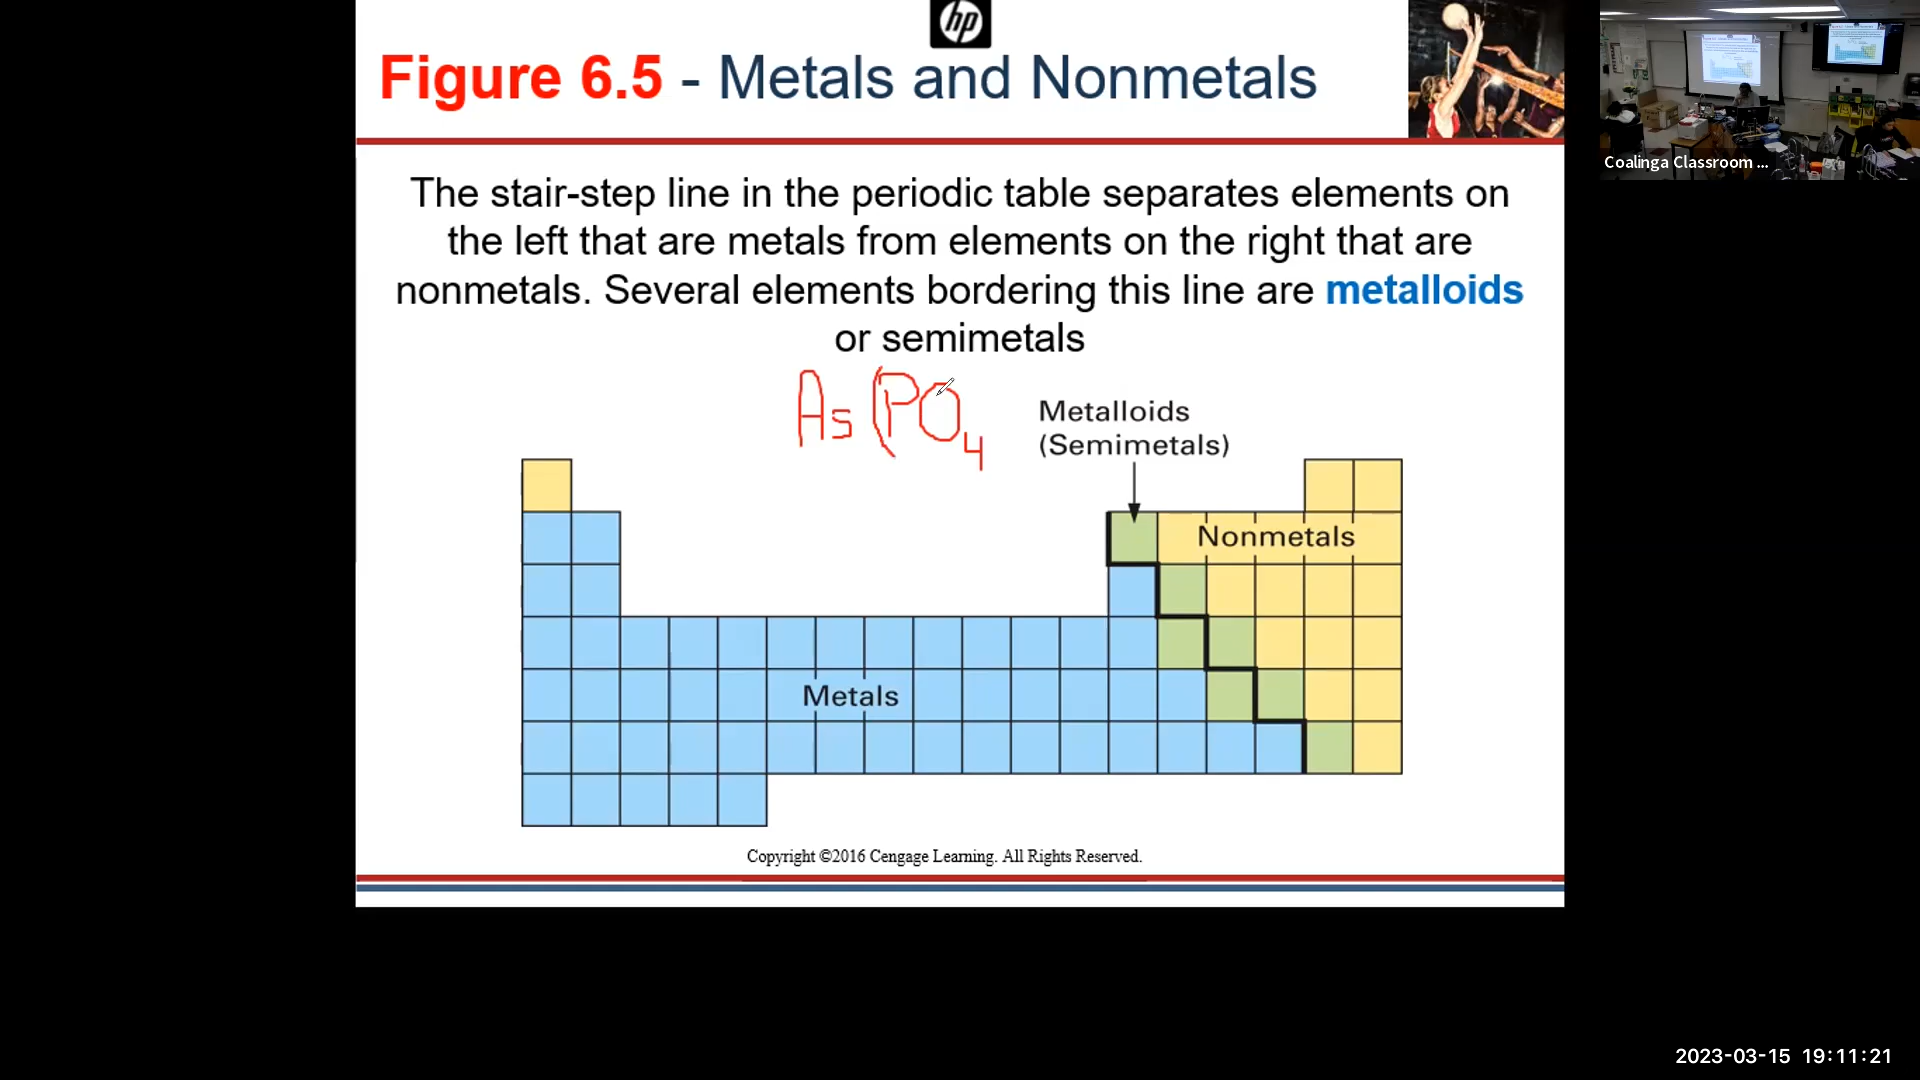 hp
Figure 6.5 - Metals and Nonmetals
The stair-step line in the periodic table separates elements on
the left that are metals from elements on the right that are
nonmetals. Several elements bordering this line are metalloids
or semimetals
As(PO4
Metalloids
(Semimetals)
Nonmetals
Metals
Copyright ©2016 Cengage Learning. All Rights Reserved.
Coalinga Classroom ...
2023-03-15 19:11:21